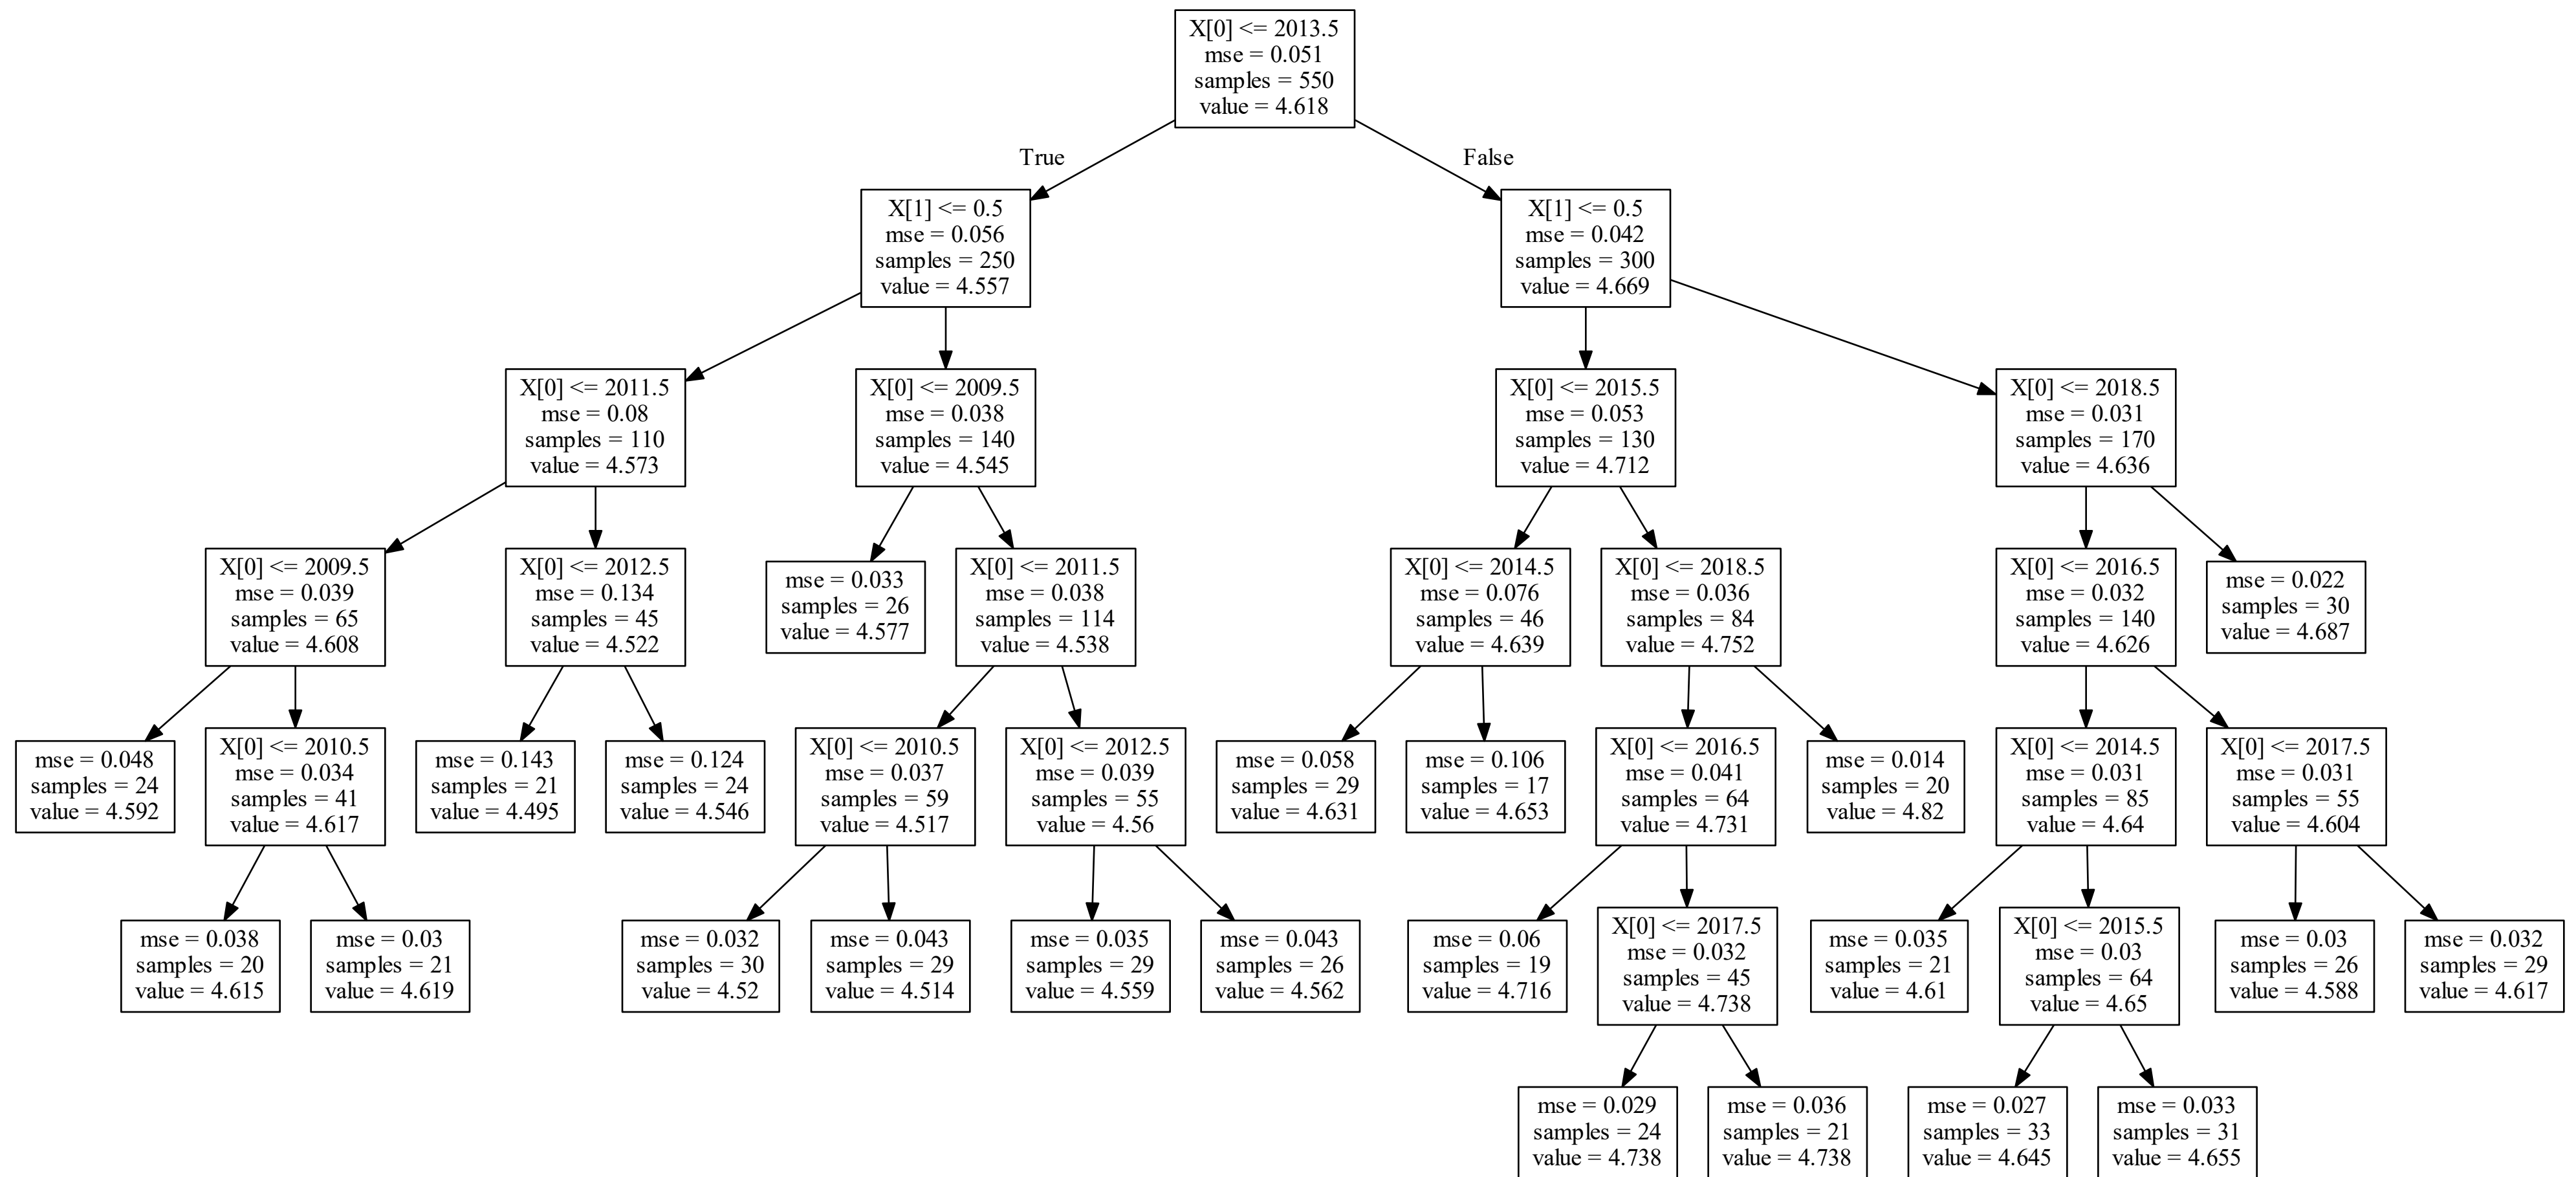 X[0] <= 2013.5
mse = 0.051
samples = 550
value = 4.618
True
False
X[1] <= 0.5
mse = 0.056
samples = 250
value = 4.557
X[1] <= 0.5
mse = 0.042
samples = 300
value = 4.669
X[0] <= 2011.5
mse = 0.08
samples = 110
value = 4.573
X[0] <= 2009.5
mse = 0.038
samples = 140
value = 4.545
X[0] <= 2015.5
mse = 0.053
samples = 130
value = 4.712
X[0] <= 2018.5
mse = 0.031
samples = 170
value = 4.636
X[0] <= 2009.5
mse = 0.039
samples = 65
value = 4.608
X[0] <= 2012.5
mse = 0.134
samples = 45
value = 4.522
mse = 0.033
samples = 26
value = 4.577
X[0] <= 2011.5
mse = 0.038
samples = 114
value = 4.538
X[0] <= 2014.5
mse = 0.076
samples = 46
value = 4.639
X[0] <= 2018.5
mse = 0.036
samples = 84
value = 4.752
X[0] <= 2016.5
mse = 0.032
samples = 140
value = 4.626
mse = 0.022
samples = 30
value = 4.687
mse = 0.048
samples = 24
value = 4.592
X[0] <= 2010.5
mse = 0.034
samples = 41
value = 4.617
mse = 0.143
samples = 21
value = 4.495
mse = 0.124
samples = 24
value = 4.546
X[0] <= 2010.5
mse = 0.037
samples = 59
value = 4.517
X[0] <= 2012.5
mse = 0.039
samples = 55
value = 4.56
mse = 0.058
samples = 29
value = 4.631
mse = 0.106
samples = 17
value = 4.653
X[0] <= 2016.5
mse = 0.041
samples = 64
value = 4.731
mse = 0.014
samples = 20
value = 4.82
X[0] <= 2014.5
mse = 0.031
samples = 85
value = 4.64
X[0] <= 2017.5
mse = 0.031
samples = 55
value = 4.604
mse = 0.038
samples = 20
value = 4.615
mse = 0.03
samples = 21
value = 4.619
mse = 0.032
samples = 30
value = 4.52
mse = 0.043
samples = 29
value = 4.514
mse = 0.035
samples = 29
value = 4.559
mse = 0.043
samples = 26
value = 4.562
mse = 0.06
samples = 19
value = 4.716
X[0] <= 2017.5
mse = 0.032
samples = 45
value = 4.738
mse = 0.035
samples = 21
value = 4.61
X[0] <= 2015.5
mse = 0.03
samples = 64
value = 4.65
mse = 0.03
samples = 26
value = 4.588
mse = 0.032
samples = 29
value = 4.617
mse = 0.029
samples = 24
value = 4.738
mse = 0.036
samples = 21
value = 4.738
mse = 0.027
samples = 33
value = 4.645
mse = 0.033
samples = 31
value = 4.655